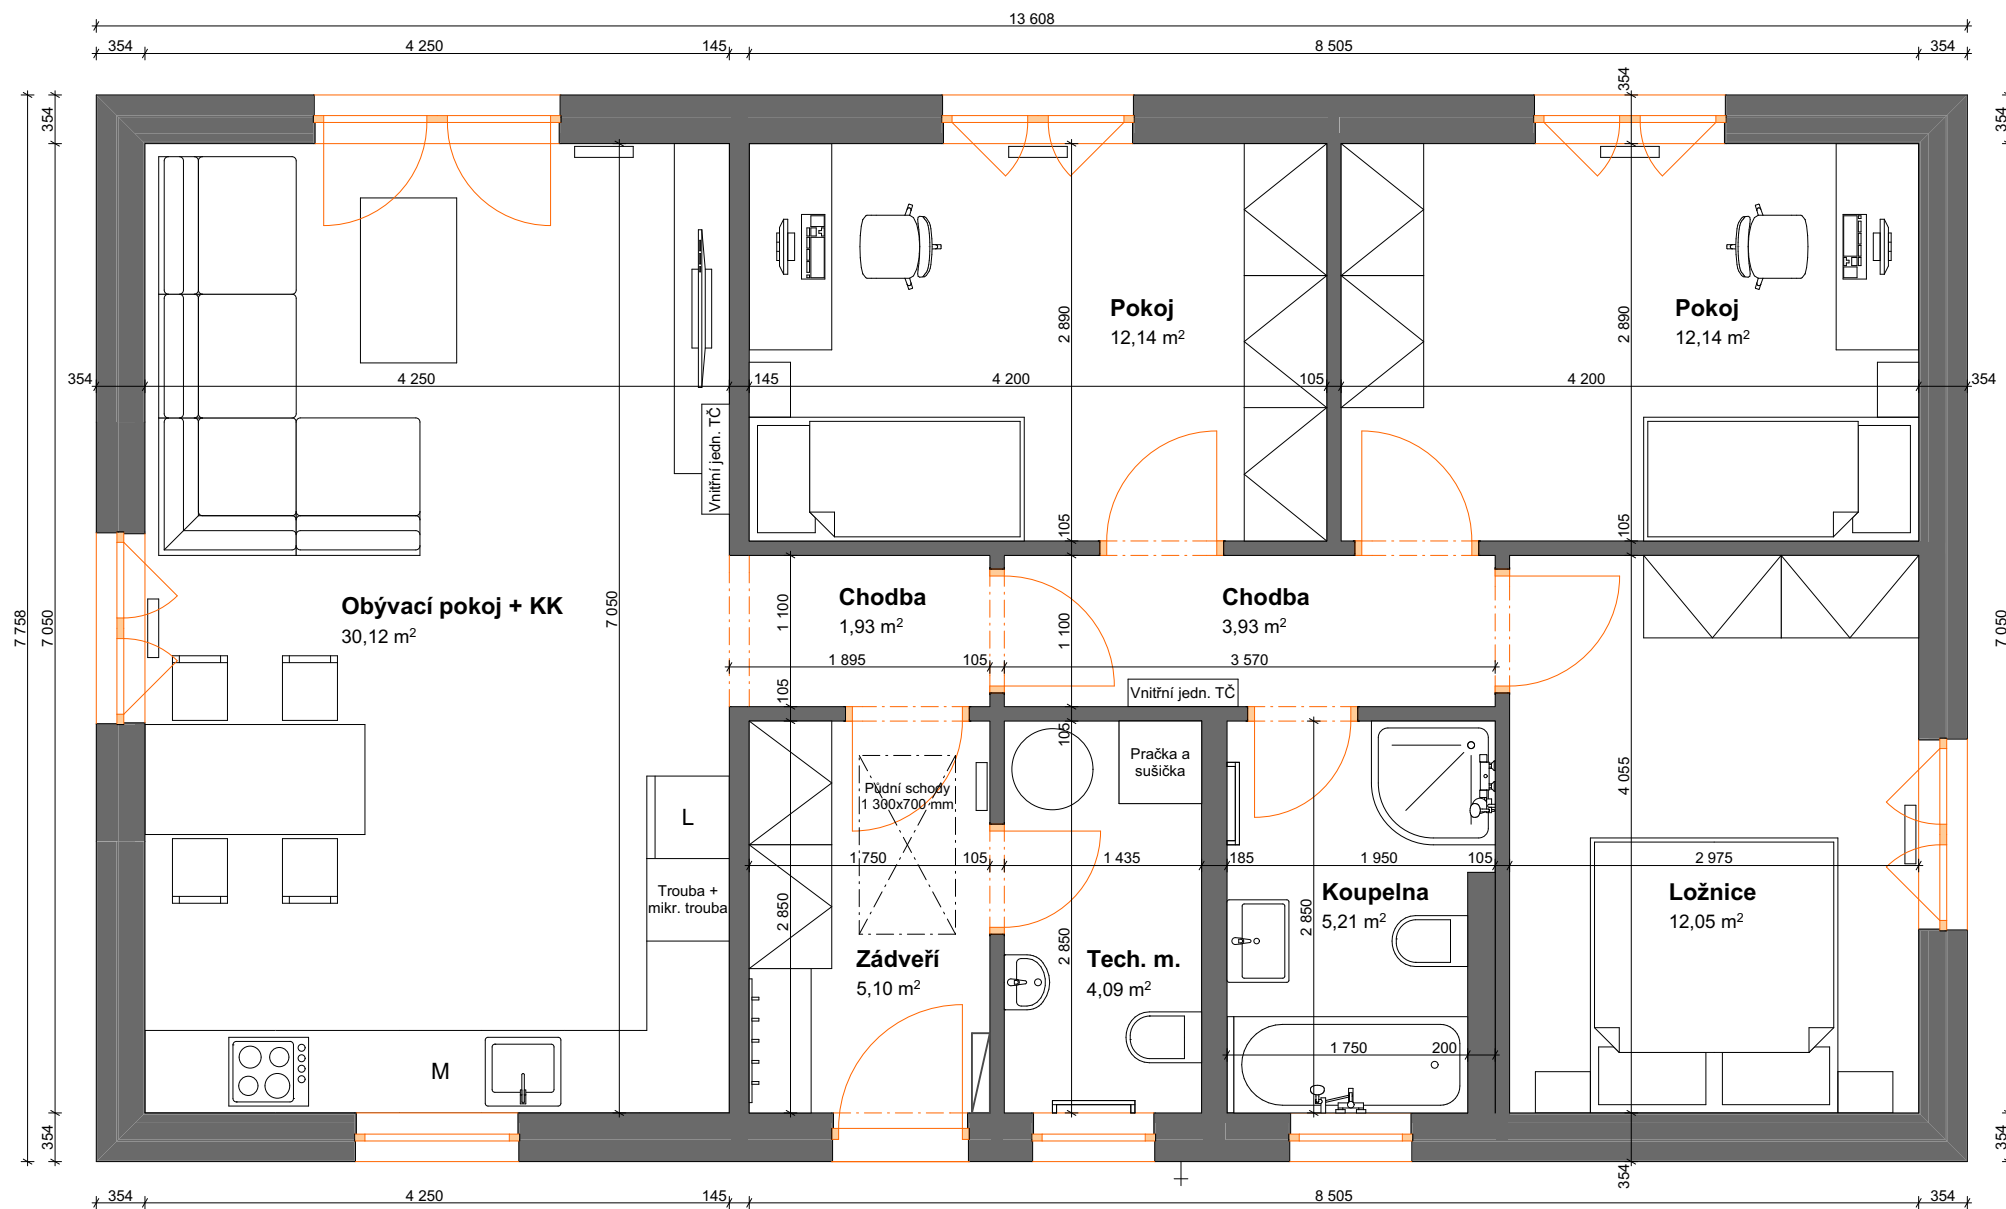 13 608
354
4 250
145
8 505
354
354
354
354
7 758
7 050
354
4 250
145
4 200
105
4 200
354
2 890
2 890
Pokoj
12,14 m²
Pokoj
12,14 m²
Vnitřní jedn. TČ
105
105
Obývací pokoj + KK
30,12 m²
7 050
Chodba
1,93 m²
1 100
1 895
105
105
Chodba
3,93 m²
1 100
3 570
Vnitřní jedn. TČ
105
7 050
4 055
L
Trouba +
mikr. trouba
M
Půdní schody
1 300x700 mm
Pračka a
sušička
1 750
105
1 435
185
1 950
105
2 975
2 850
2 850
2 850
Zádveří
5,10 m²
Tech. m.
4,09 m²
Koupelna
5,21 m²
Ložnice
12,05 m²
1 750
200
354
354
354
354
4 250
145
8 505
354